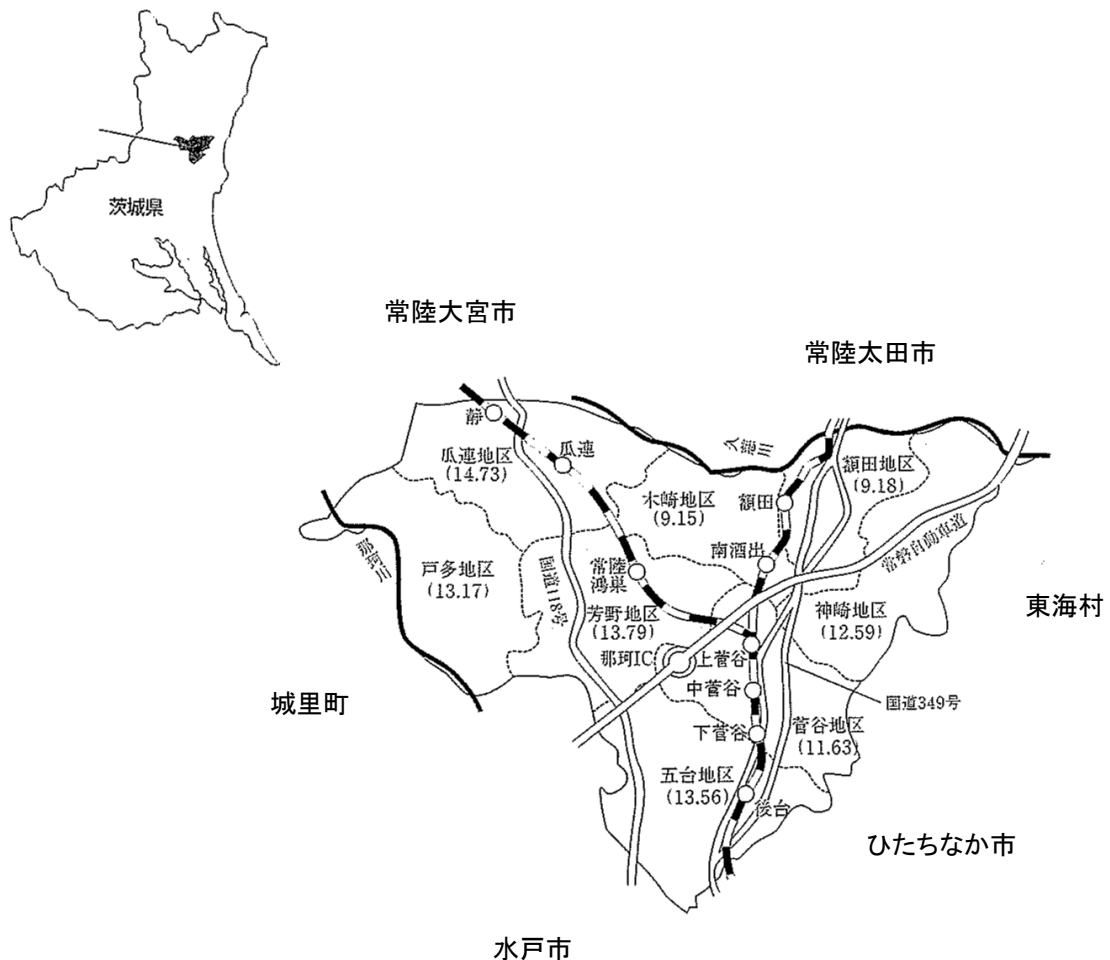 茨城県
常陸大宮市
常陸太田市
静
瓜連
瓜連地区
(14.73)
久慈川
額田地区
(9.18)
木崎地区
(9.15)
額田
常磐自動車道
那珂川
戸多地区
(13.17)
国道118号
常陸
鴻巣
南酒出
芳野地区
(13.79)
神崎地区
(12.59)
東海村
那珂IC
上菅谷
中菅谷
国道349号
城里町
下菅谷
菅谷地区
(11.63)
五台地区
(13.56)
後台
ひたちなか市
水戸市